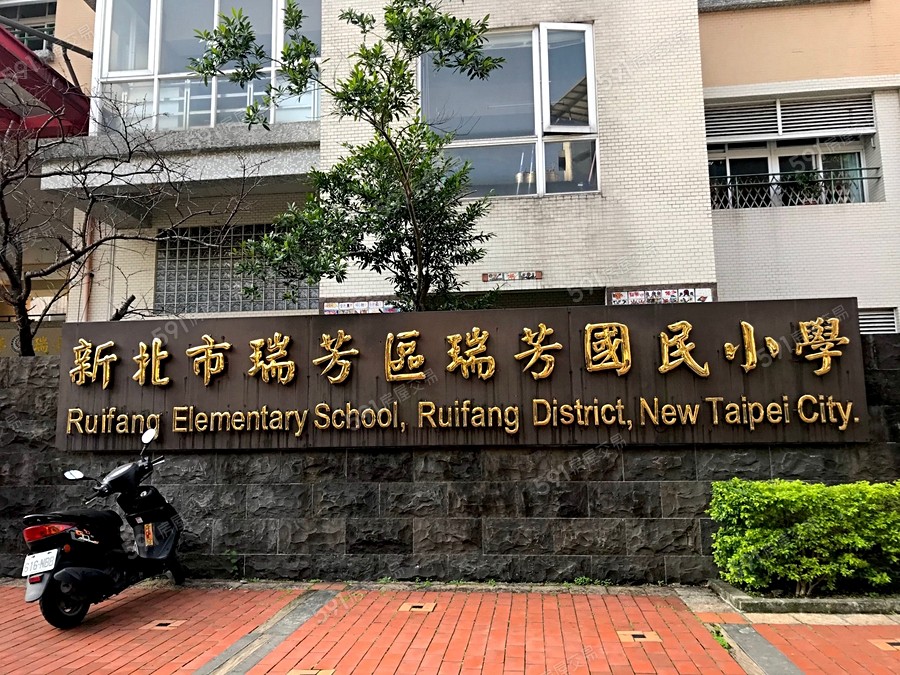 新北市瑞芳區瑞芳國民小學
Ruifang Elementary School, Ruifang District, New Taipei City.